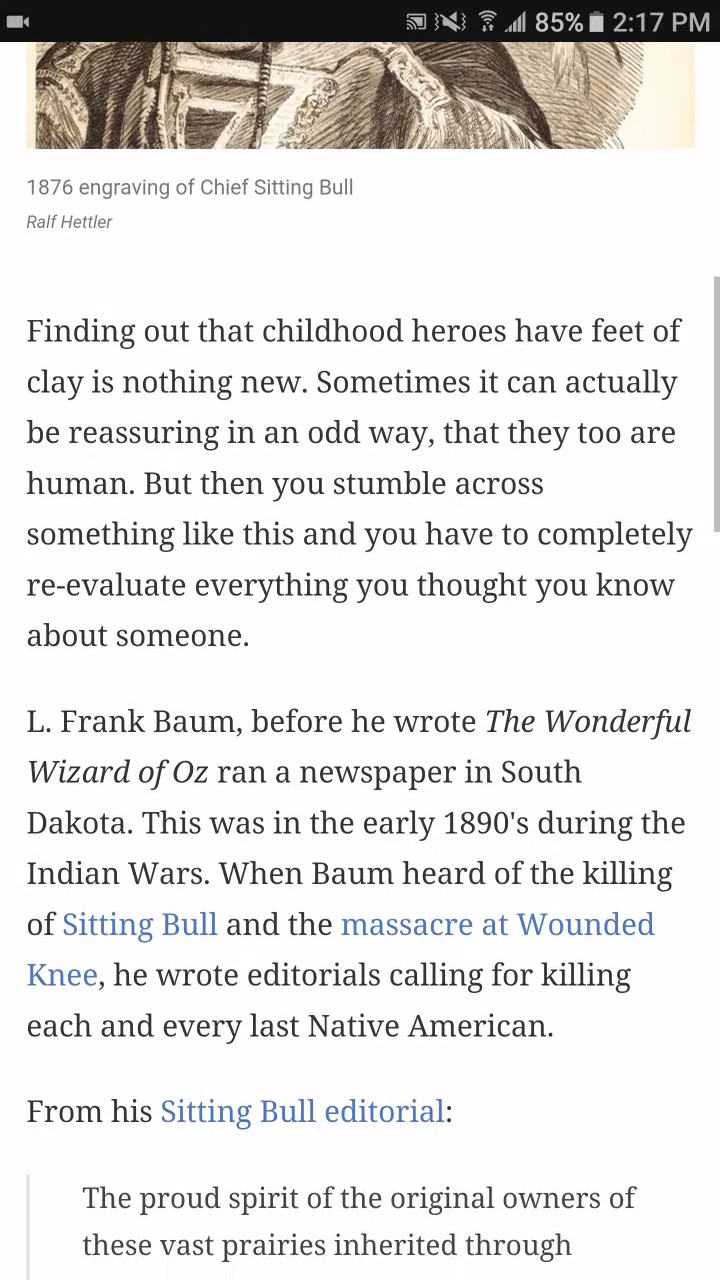 85% 2:17 PM
1876 engraving of Chief Sitting Bull
Ralf Hettler
Finding out that childhood heroes have feet of
clay is nothing new. Sometimes it can actually
be reassuring in an odd way, that they too are
human. But then you stumble across
something like this and you have to completely
re-evaluate everything you thought you know
about someone.
L. Frank Baum, before he wrote The Wonderful
Wizard of Oz ran a newspaper in South
Dakota. This was in the early 1890's during the
Indian Wars. When Baum heard of the killing
of Sitting Bull and the massacre at Wounded
Knee, he wrote editorials calling for killing
each and every last Native American.
From his Sitting Bull editorial:
The proud spirit of the original owners of
these vast prairies inherited through